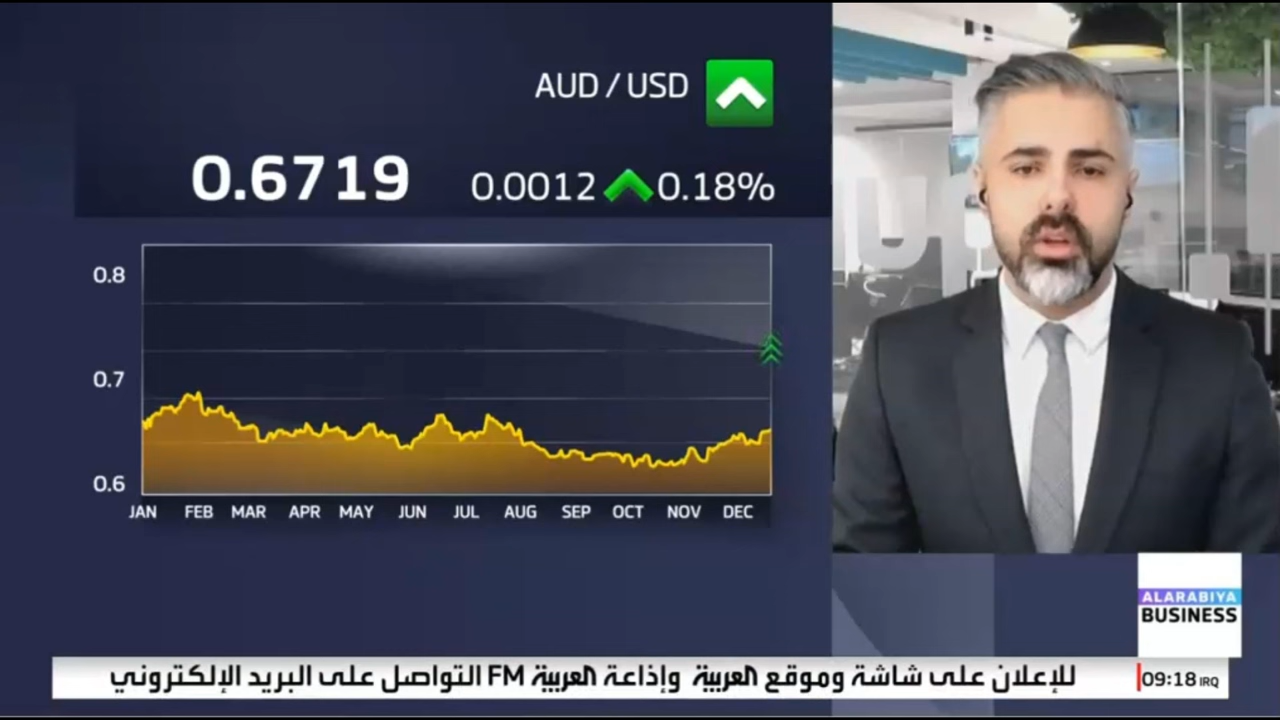 AUD / USD
0.6719 0.0012 0.18%
0.8
0.7
0.6
JAN FEB MAR APR MAY JUN JUL AUG SEP OCT NOV DEC
ALARABIYA
BUSINESS
للإعلان على شاشة وموقع العربية وإذاعة العربية FM التواصل على البريد الإلكتروني
09:18 IRQ